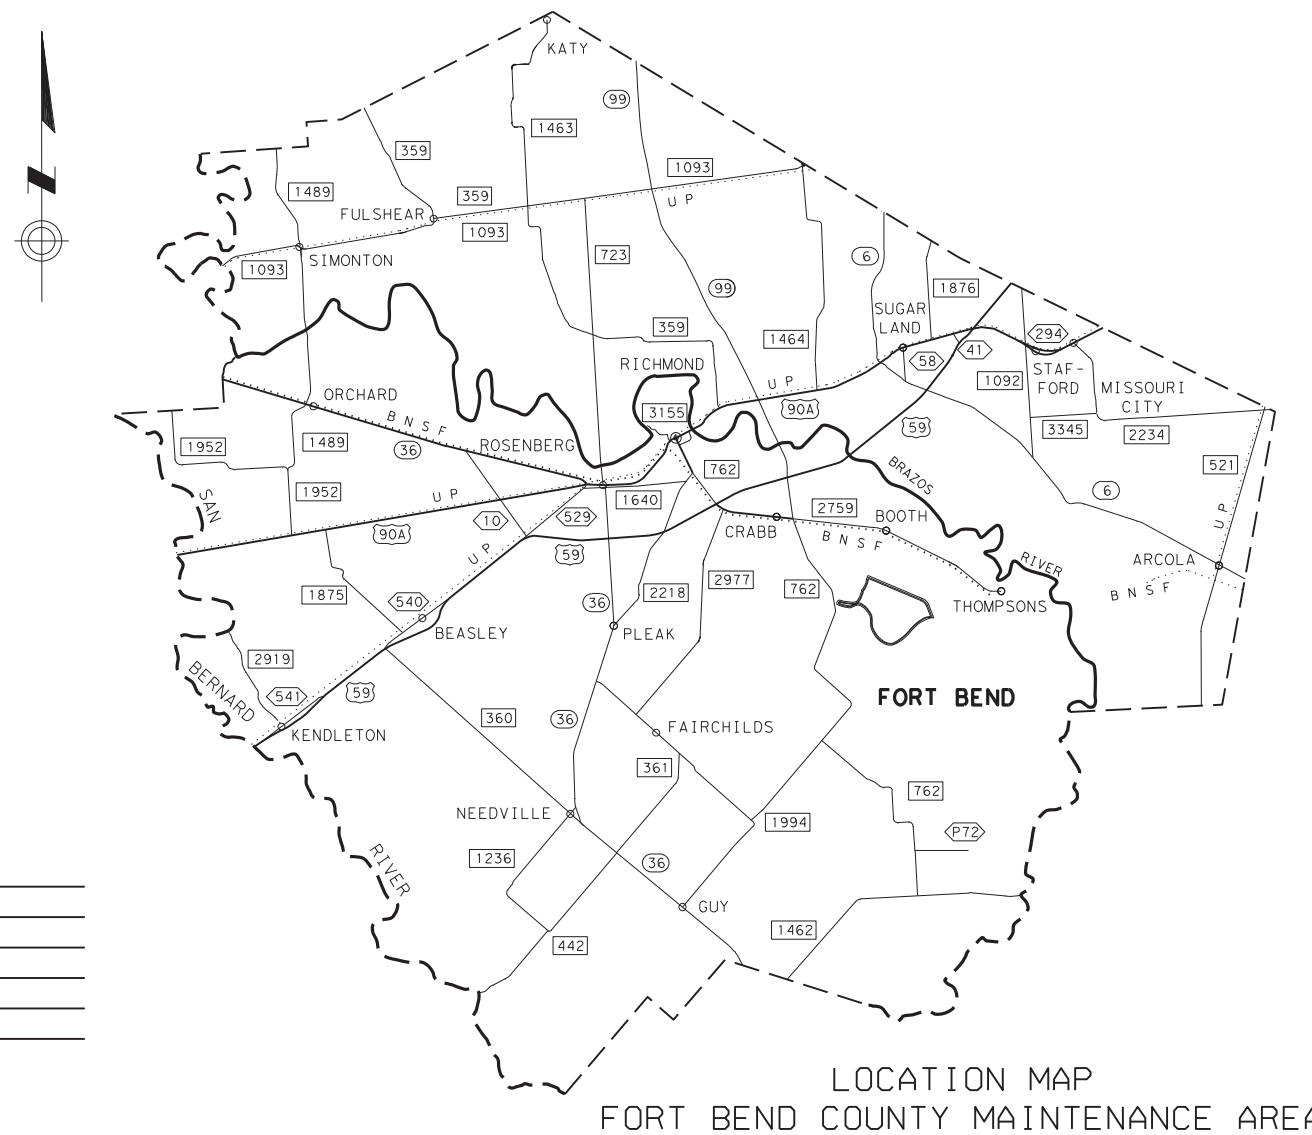 KATY
99
1463
359
1093
359
1489
FULSHEAR
UP
1093
723
6
SIMONTON
1093
99
1876
SUGAR
LAND
359
294
1464
41
58
RICHMOND
STAF-
FORD
1092
UP
MISSOURI
CITY
ORCHARD
90A
3155
BNSF
59
3345
2234
1489
ROSENBERG
1952
36
762
521
BRAZOS
1952
UP
6
1640
SAN
10
529
2759
UP
BOOTH
90A
CRABB
BNSF
UP
59
RIVER
ARCOLA
2977
1875
2218
762
BNSF
540
36
THOMPSONS
BEASLEY
PLEAK
2919
BERNARD
541
59
FORT BEND
360
36
FAIRCHILDS
KENDLETON
361
762
NEEDVILLE
1994
P72
1236
36
RIVER
GUY
1462
442
LOCATION MAP
FORT BEND COUNTY MAINTENANCE AREA